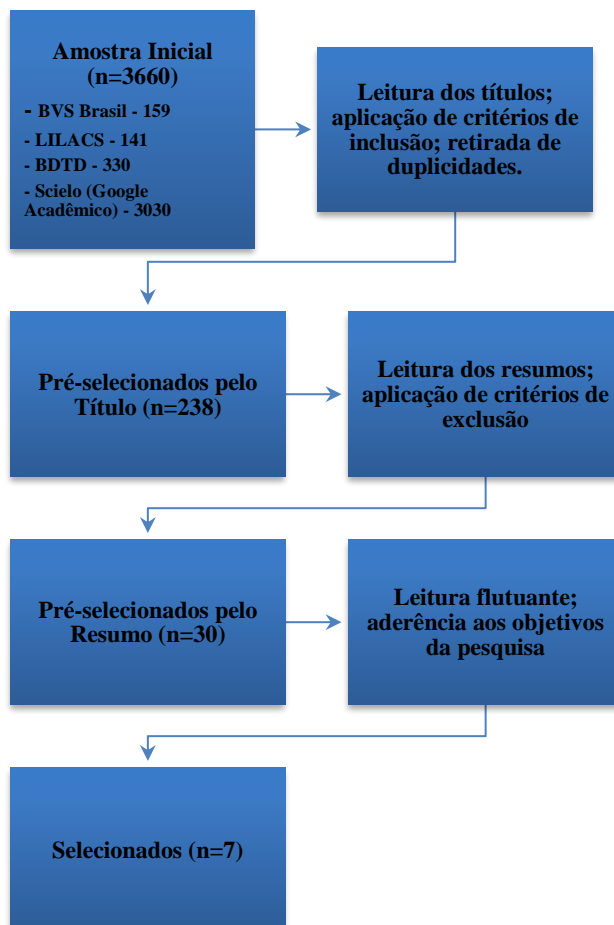 Amostra Inicial
(n=3660)
- BVS Brasil - 159
- LILACS - 141
- BDTD - 330
- Scielo (Google
Acadêmico) - 3030
Leitura dos títulos;
aplicação de critérios de
inclusão; retirada de
duplicidades.
Pré-selecionados pelo
Título (n=238)
Leitura dos resumos;
aplicação de critérios de
exclusão
Pré-selecionados pelo
Resumo (n=30)
Leitura flutuante;
aderência aos objetivos
da pesquisa
Selecionados (n=7)